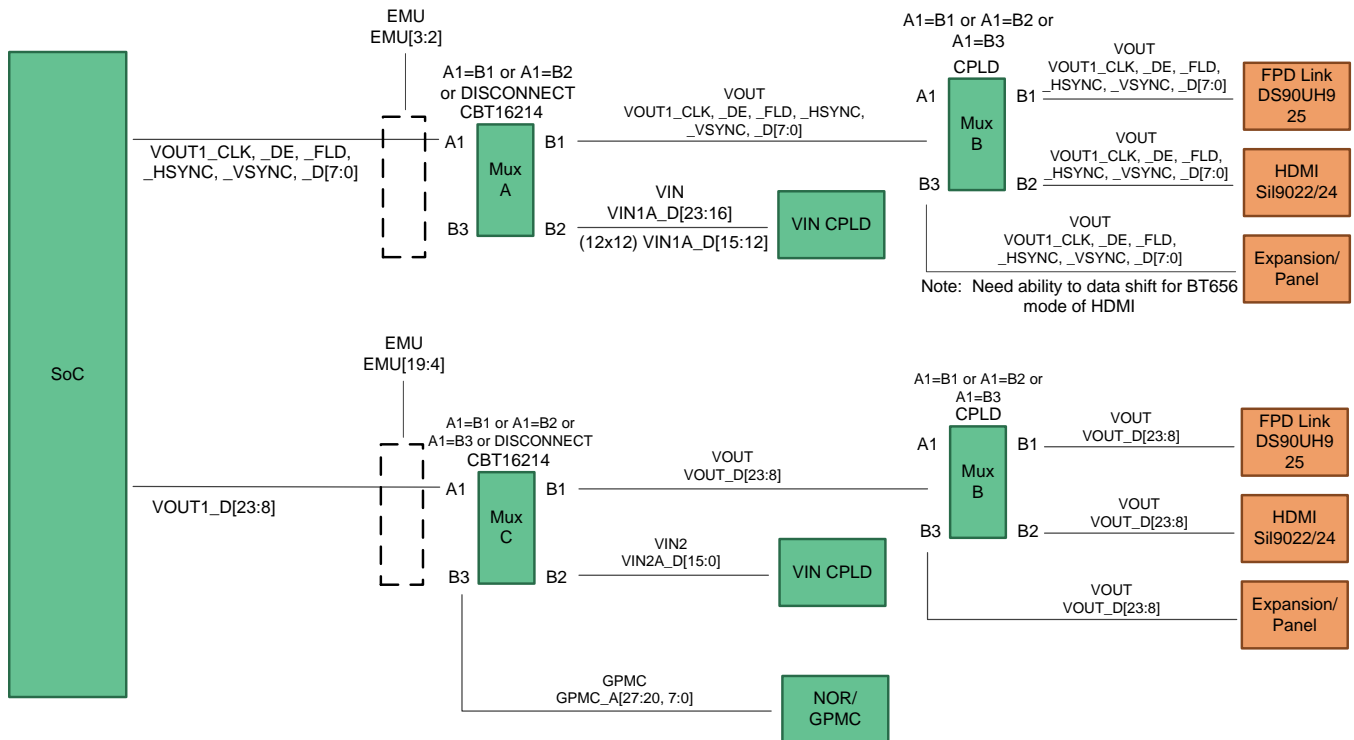 EMU
EMU[3:2]
A1=B1 or A1=B2
or DISCONNECT
CBT16214
A1
B1
Mux
A
B3
B2
VOUT1_CLK, _DE, _FLD,
_HSYNC, _VSYNC, _D[7:0]
VOUT
VOUT1_CLK, _DE, _FLD, _HSYNC,
_VSYNC, _D[7:0]
VIN
VIN1A_D[23:16]
(12x12) VIN1A_D[15:12]
VIN CPLD
A1=B1 or A1=B2 or
A1=B3
CPLD
A1
B1
Mux
B
B3
B2
VOUT
VOUT1_CLK, _DE, _FLD,
_HSYNC, _VSYNC, _D[7:0]
FPD Link
DS90UH9
25
VOUT
VOUT1_CLK, _DE, _FLD,
_HSYNC, _VSYNC, _D[7:0]
HDMI
Sil9022/24
VOUT
VOUT1_CLK, _DE, _FLD,
_HSYNC, _VSYNC, _D[7:0]
Expansion/
Panel
Note: Need ability to data shift for BT656
mode of HDMI
SoC
EMU
EMU[19:4]
A1=B1 or A1=B2 or
A1=B3 or DISCONNECT
CBT16214
A1
B1
Mux
C
B3
B2
VOUT1_D[23:8]
VOUT
VOUT_D[23:8]
VIN2
VIN2A_D[15:0]
VIN CPLD
GPMC
GPMC_A[27:20, 7:0]
NOR/
GPMC
A1=B1 or A1=B2 or
A1=B3
CPLD
A1
B1
Mux
B
B3
B2
VOUT
VOUT_D[23:8]
FPD Link
DS90UH9
25
VOUT
VOUT_D[23:8]
HDMI
Sil9022/24
VOUT
VOUT_D[23:8]
Expansion/
Panel